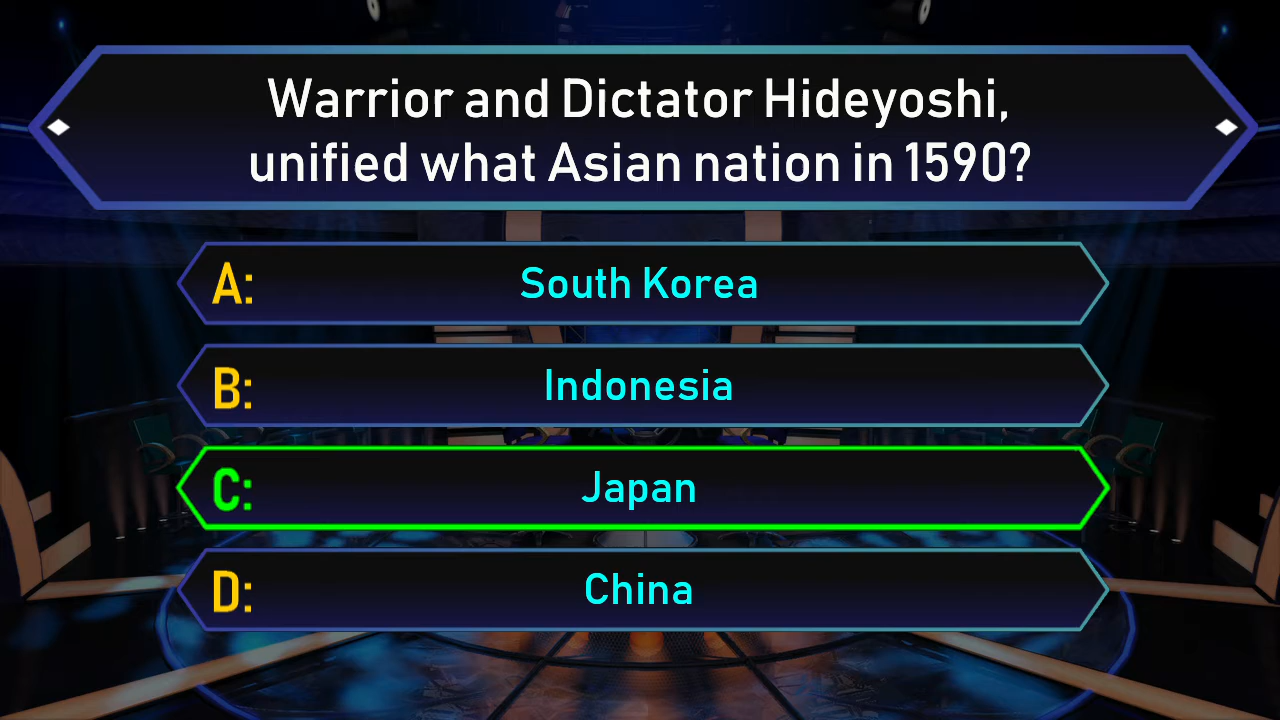 Warrior and Dictator Hideyoshi,
unified what Asian nation in 1590?
A: South Korea
B: Indonesia
C: Japan
D: China